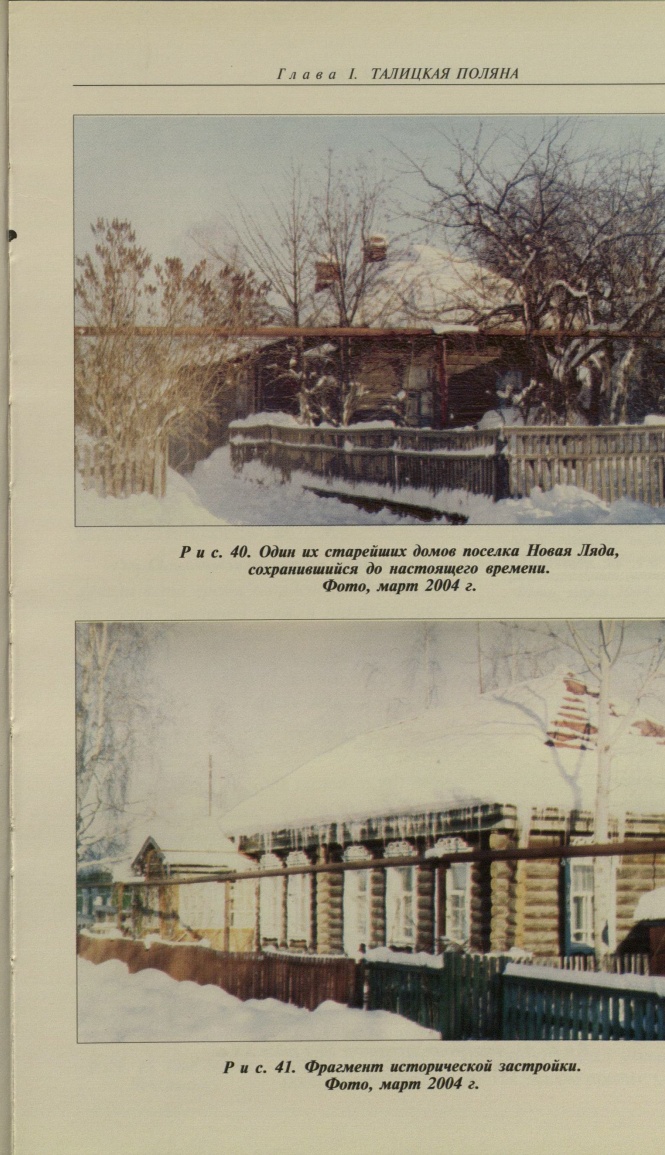 Глава I. ТАЛИЦКАЯ ПОЛЯНА
Рис. 40. Один их старейших домов поселка Новая Ляда,
сохранившийся до настоящего времени.
Фото, март 2004 г.
Рис. 41. Фрагмент исторической застройки.
Фото, март 2004 г.